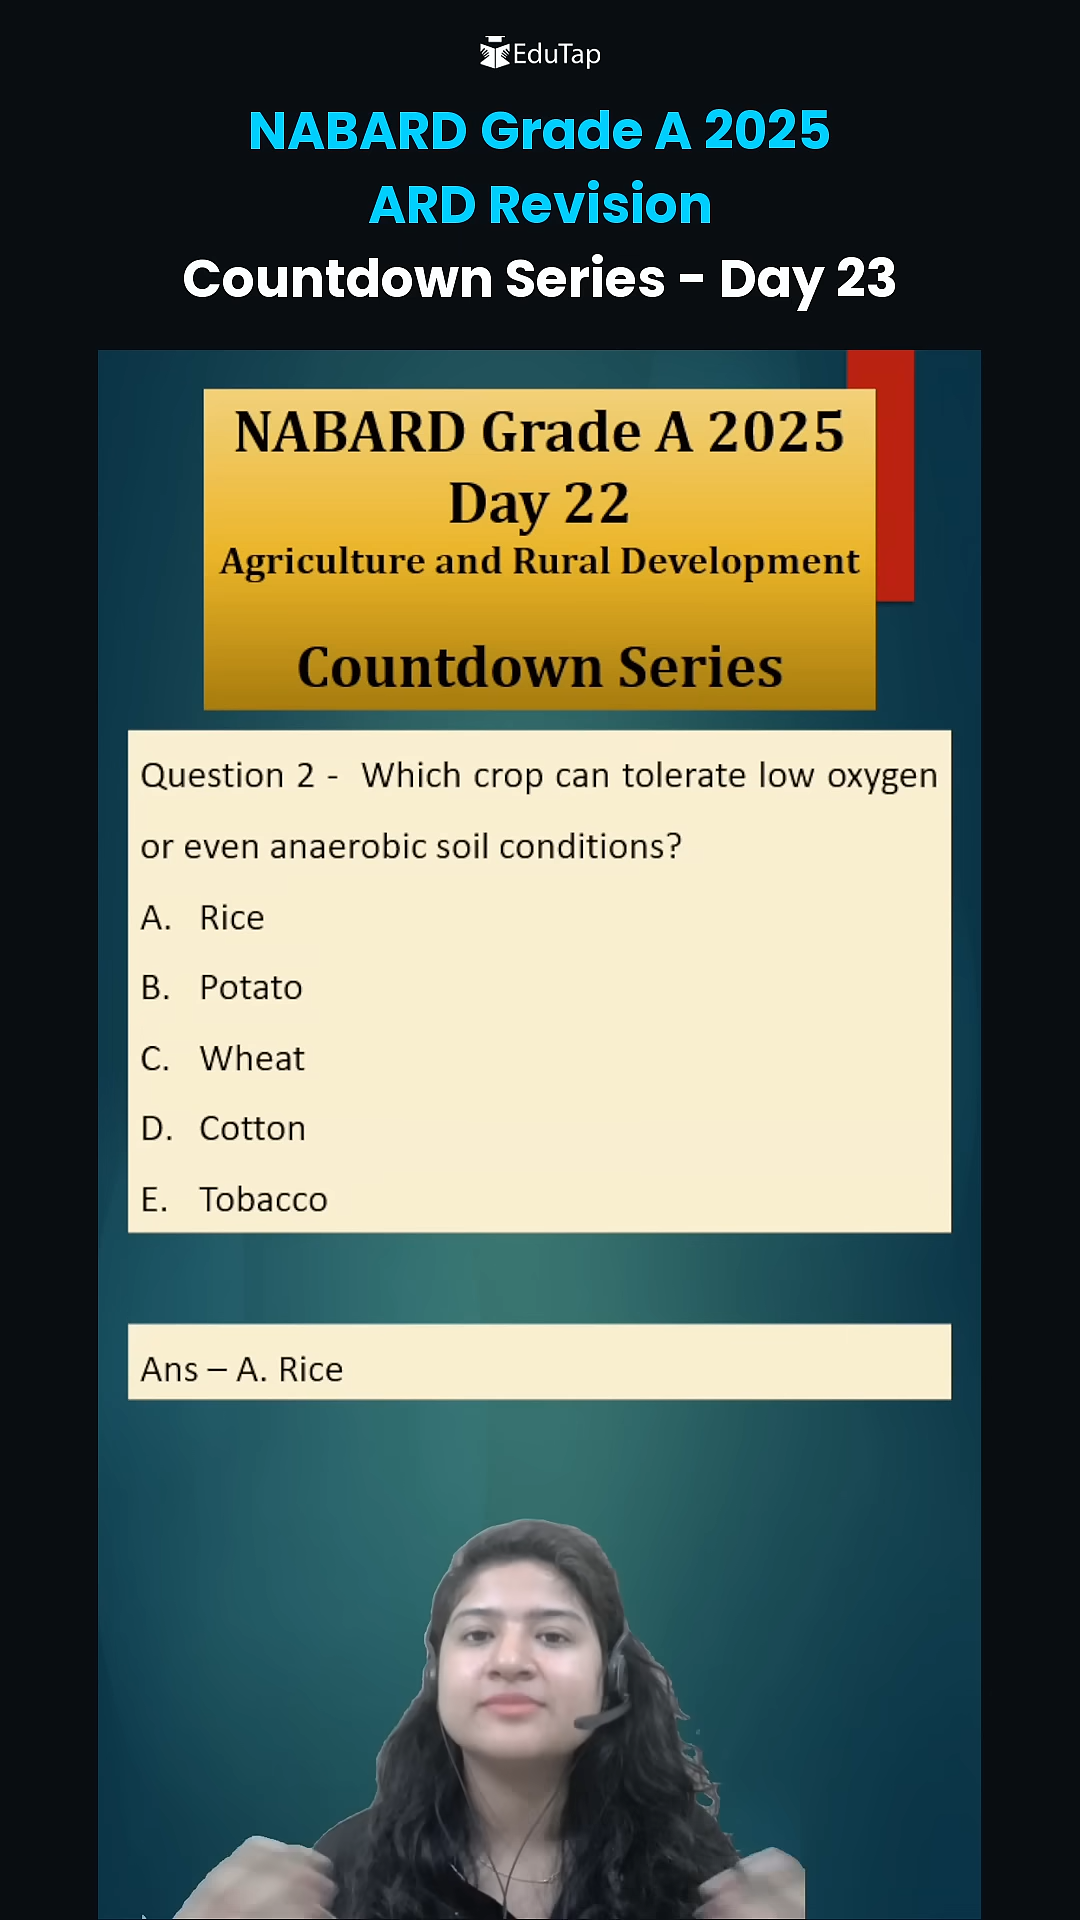 EduTap
NABARD Grade A 2025
ARD Revision
Countdown Series - Day 23
NABARD Grade A 2025
Day 22
Agriculture and Rural Development
Countdown Series
Question 2 - Which crop can tolerate low oxygen
or even anaerobic soil conditions?
A. Rice
B. Potato
C. Wheat
D. Cotton
E. Tobacco
Ans – A. Rice